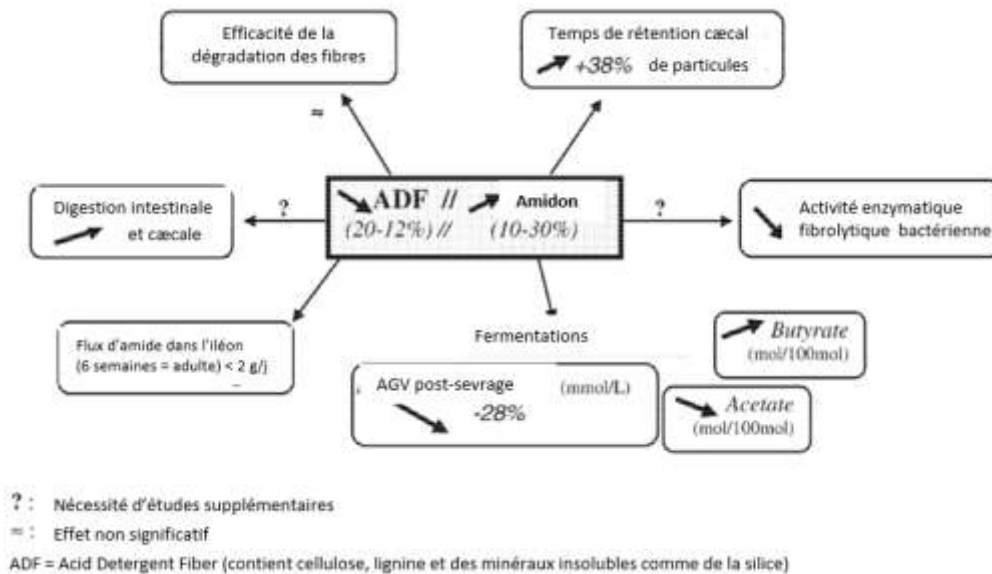 Efficacité de la
dégradation des fibres
Temps de rétention cæcal
+38% de particules
≈
ADF // Amidon
(20-12%) // (10-30%)
Digestion intestinale
et cæcale
?
?
Activité enzymatique
fibrolytique bactérienne
Flux d'amide dans l'iléon
(6 semaines = adulte) < 2 g/j
Fermentations
Butyrate
(mol/100mol)
AGV post-sevrage (mmol/L)
-28%
Acetate
(mol/100mol)
? : Nécessité d'études supplémentaires
≈ : Effet non significatif
ADF = Acid Detergent Fiber (contient cellulose, lignine et des minéraux insolubles comme de la silice)